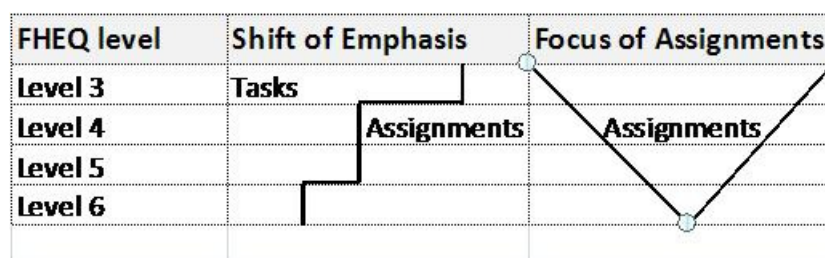 FHEQ level Shift of Emphasis Focus of Assignments
Level 3 Tasks
Level 4 Assignments Assignments
Level 5
Level 6